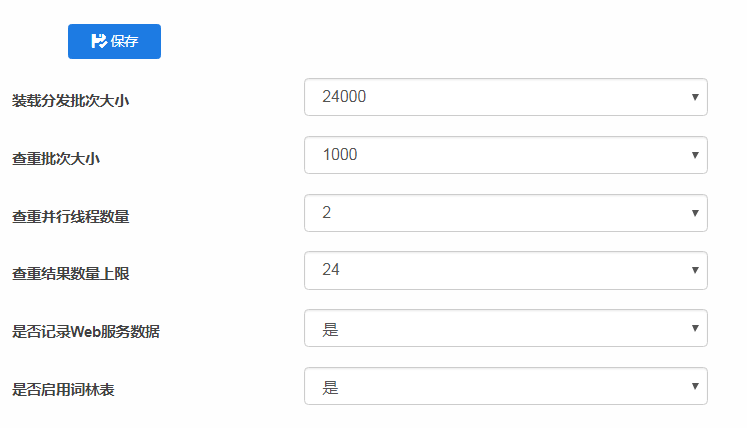 保存
装载分发批次大小 24000
查重批次大小 1000
查重并行线程数量 2
查重结果数量上限 24
是否记录Web服务数据 是
是否启用词林表 是